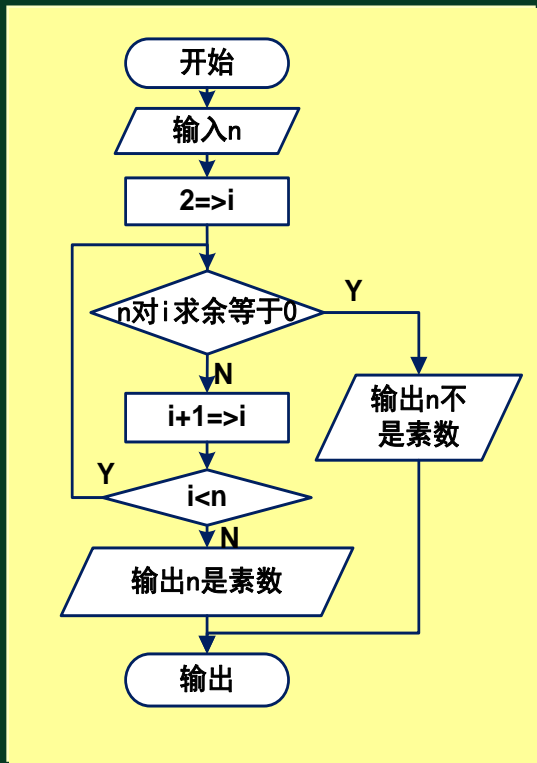 开始
输入n
2=>i
n对i求余等于0
Y
N
i+1=>i
输出n不
是素数
Y
i<n
N
输出n是素数
输出